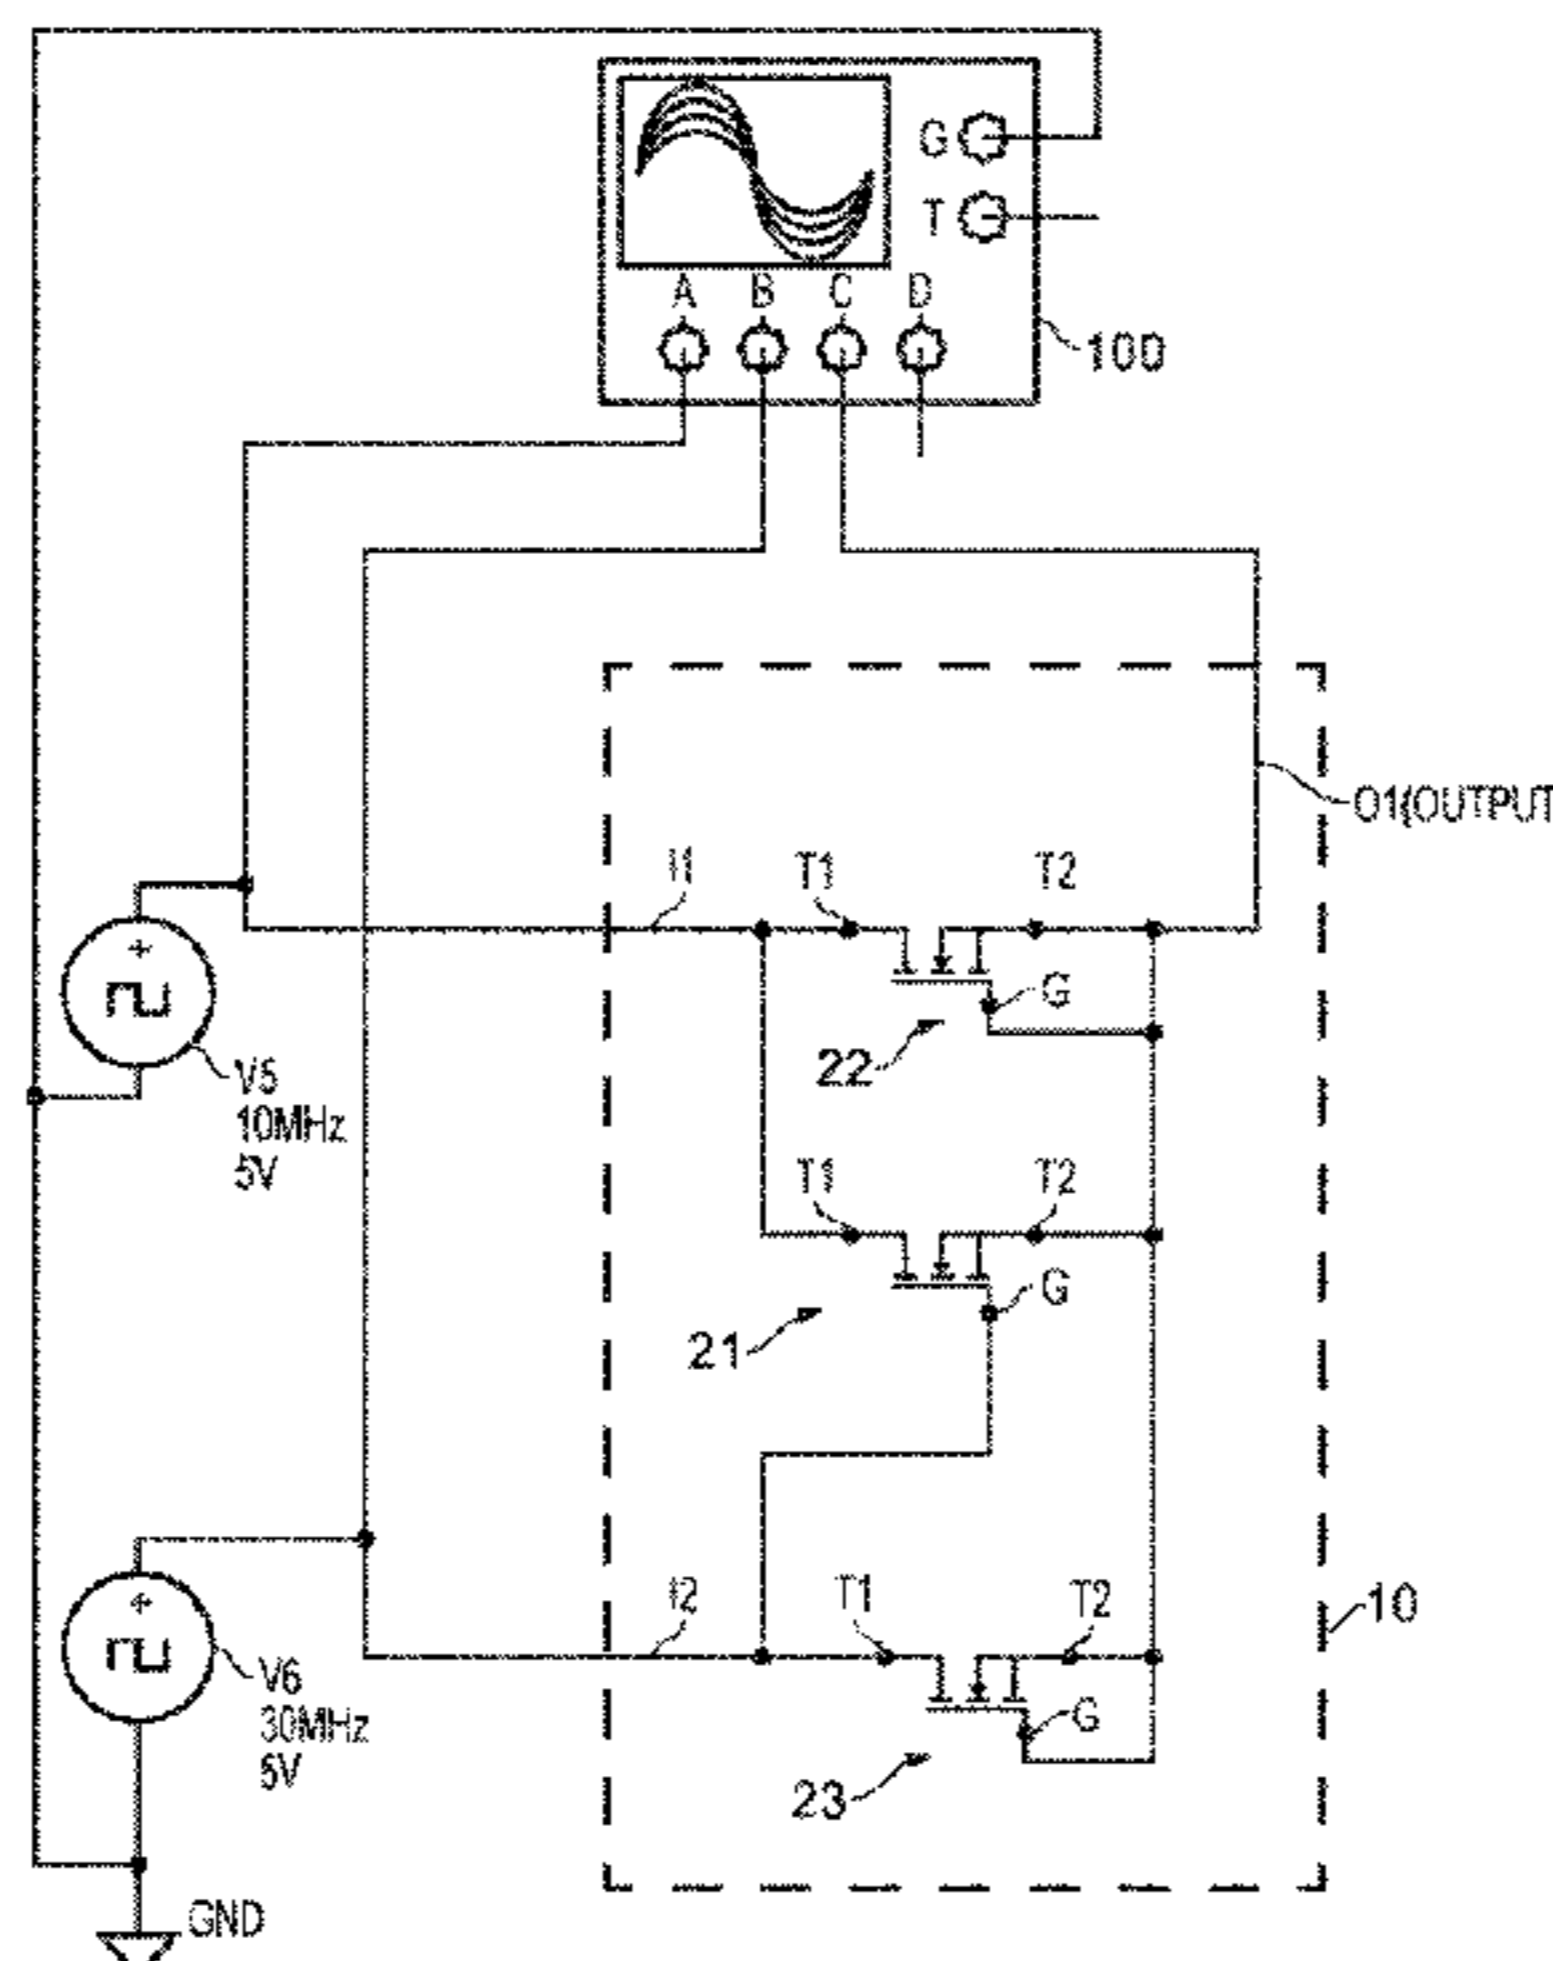 G
T
A B C D
100
O1(OUTPUT
I1 T1 T2
G
22
V5
10MHz
5V
T1 T2
G
21
I2 T1 T2
10
V6
30MHz
5V
G
23
GND